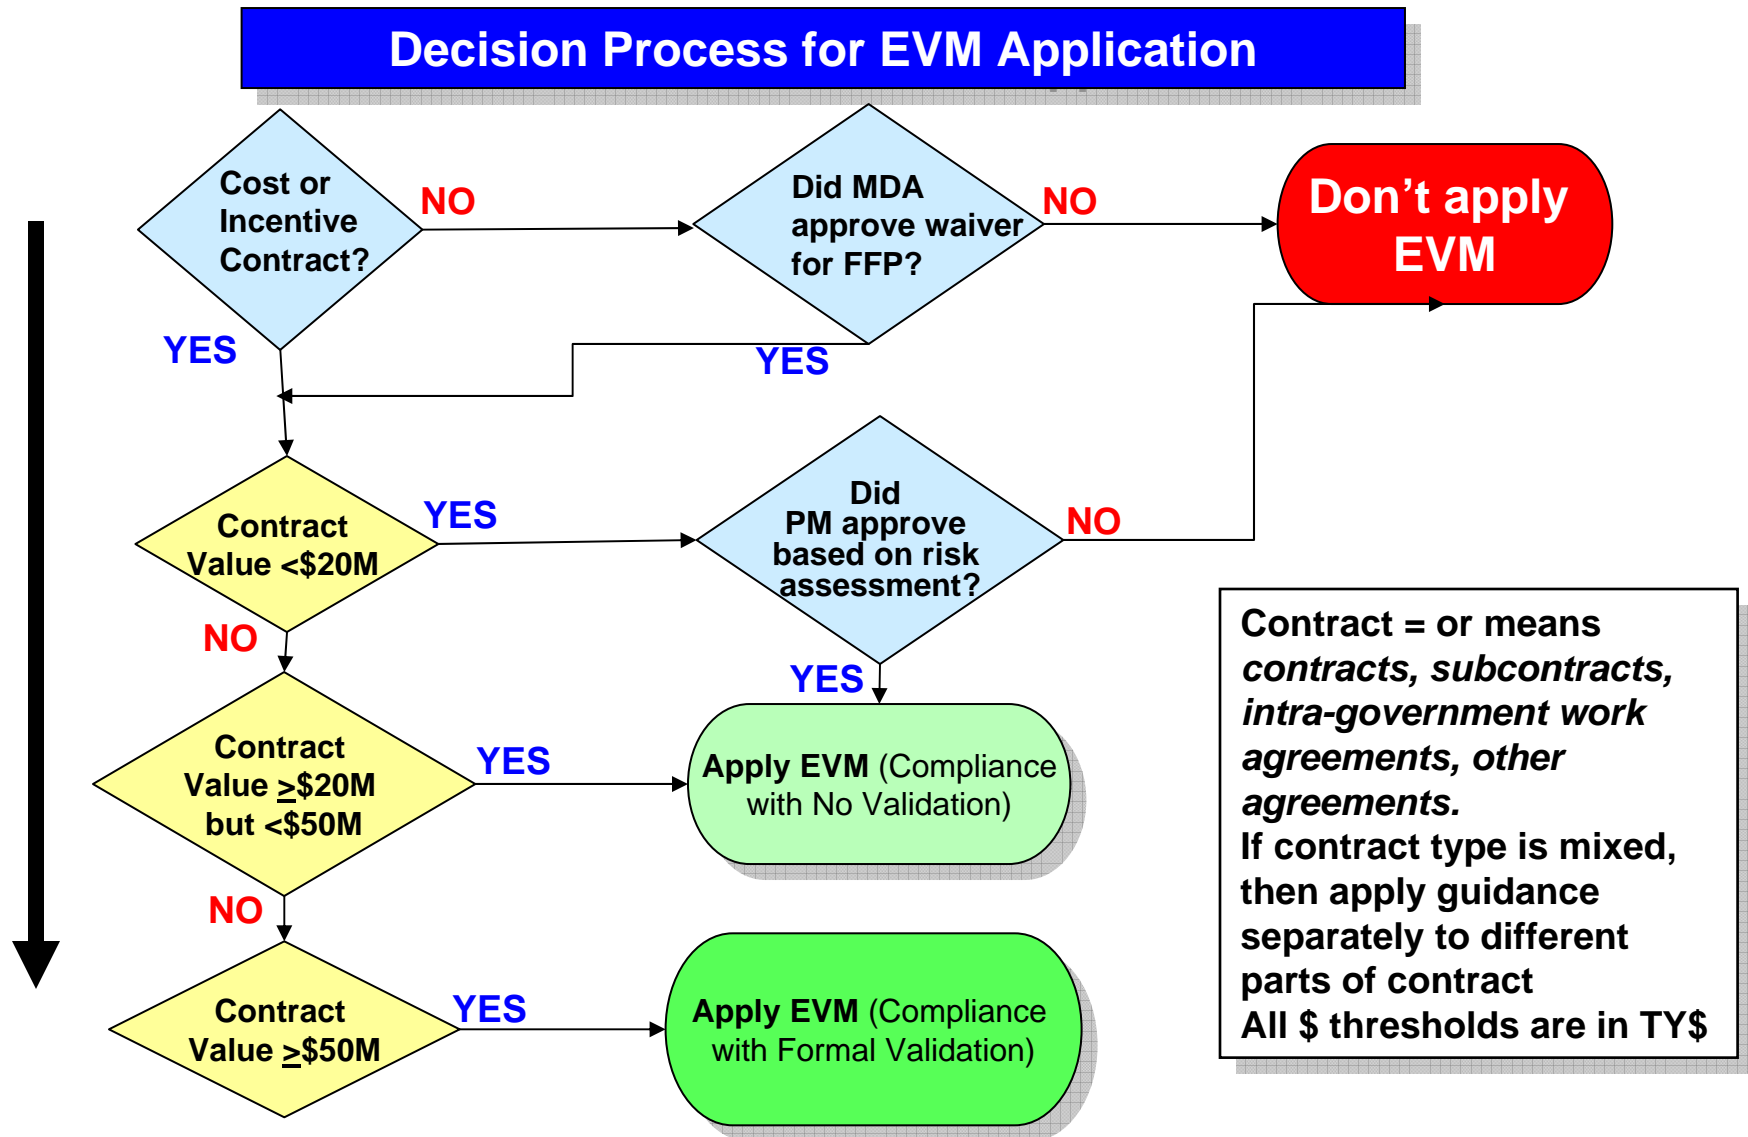 Decision Process for EVM Application
Cost or
Incentive
Contract?
NO
Did MDA
approve waiver
for FFP?
NO
Don’t apply
EVM
YES
YES
Contract
Value <$20M
YES
Did
PM approve
based on risk
assessment?
NO
NO
YES
Contract
Value ≥$20M
but <$50M
YES
Apply EVM (Compliance
with No Validation)
NO
Contract
Value ≥$50M
YES
Apply EVM (Compliance
with Formal Validation)
Contract = or means
contracts, subcontracts,
intra-government work
agreements, other
agreements.
If contract type is mixed,
then apply guidance
separately to different
parts of contract
All $ thresholds are in TY$